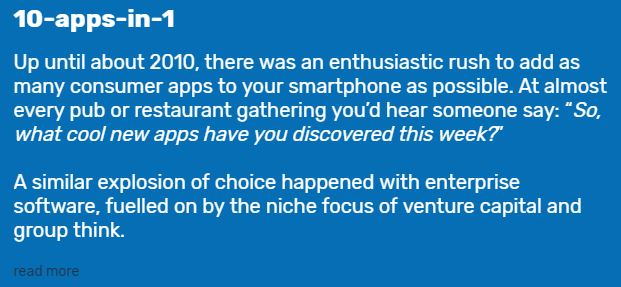 10-apps-in-1
Up until about 2010, there was an enthusiastic rush to add as
many consumer apps to your smartphone as possible. At almost
every pub or restaurant gathering you'd hear someone say: "So,
what cool new apps have you discovered this week?"
A similar explosion of choice happened with enterprise
software, fuelled on by the niche focus of venture capital and
group think.
read more